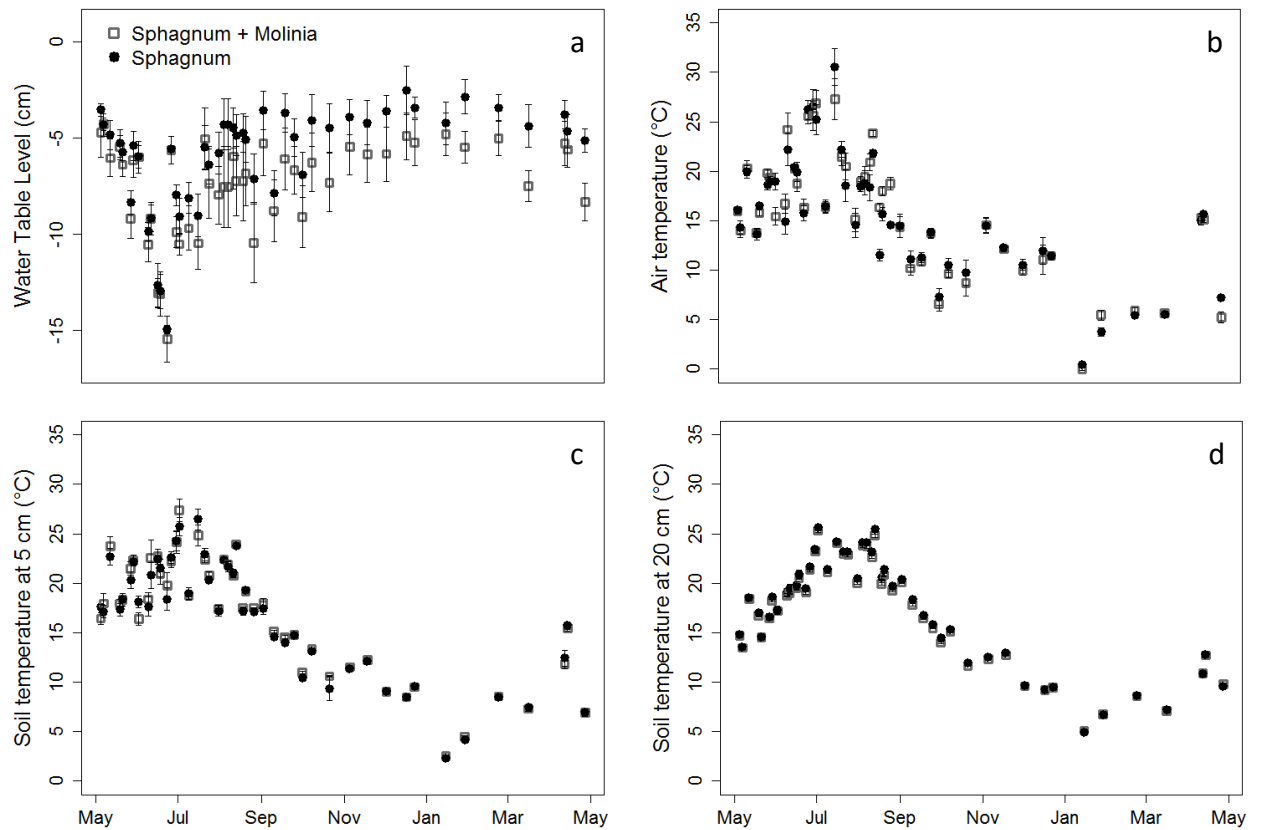 a
Sphagnum + Molinia
Sphagnum
Water Table Level (cm)
0
-5
-10
-15
b
Air temperature (°C)
35
30
25
20
15
10
5
0
c
Soil temperature at 5 cm (°C)
35
30
25
20
15
10
5
0
May Jul Sep Nov Jan Mar May
d
Soil temperature at 20 cm (°C)
35
30
25
20
15
10
5
0
May Jul Sep Nov Jan Mar May